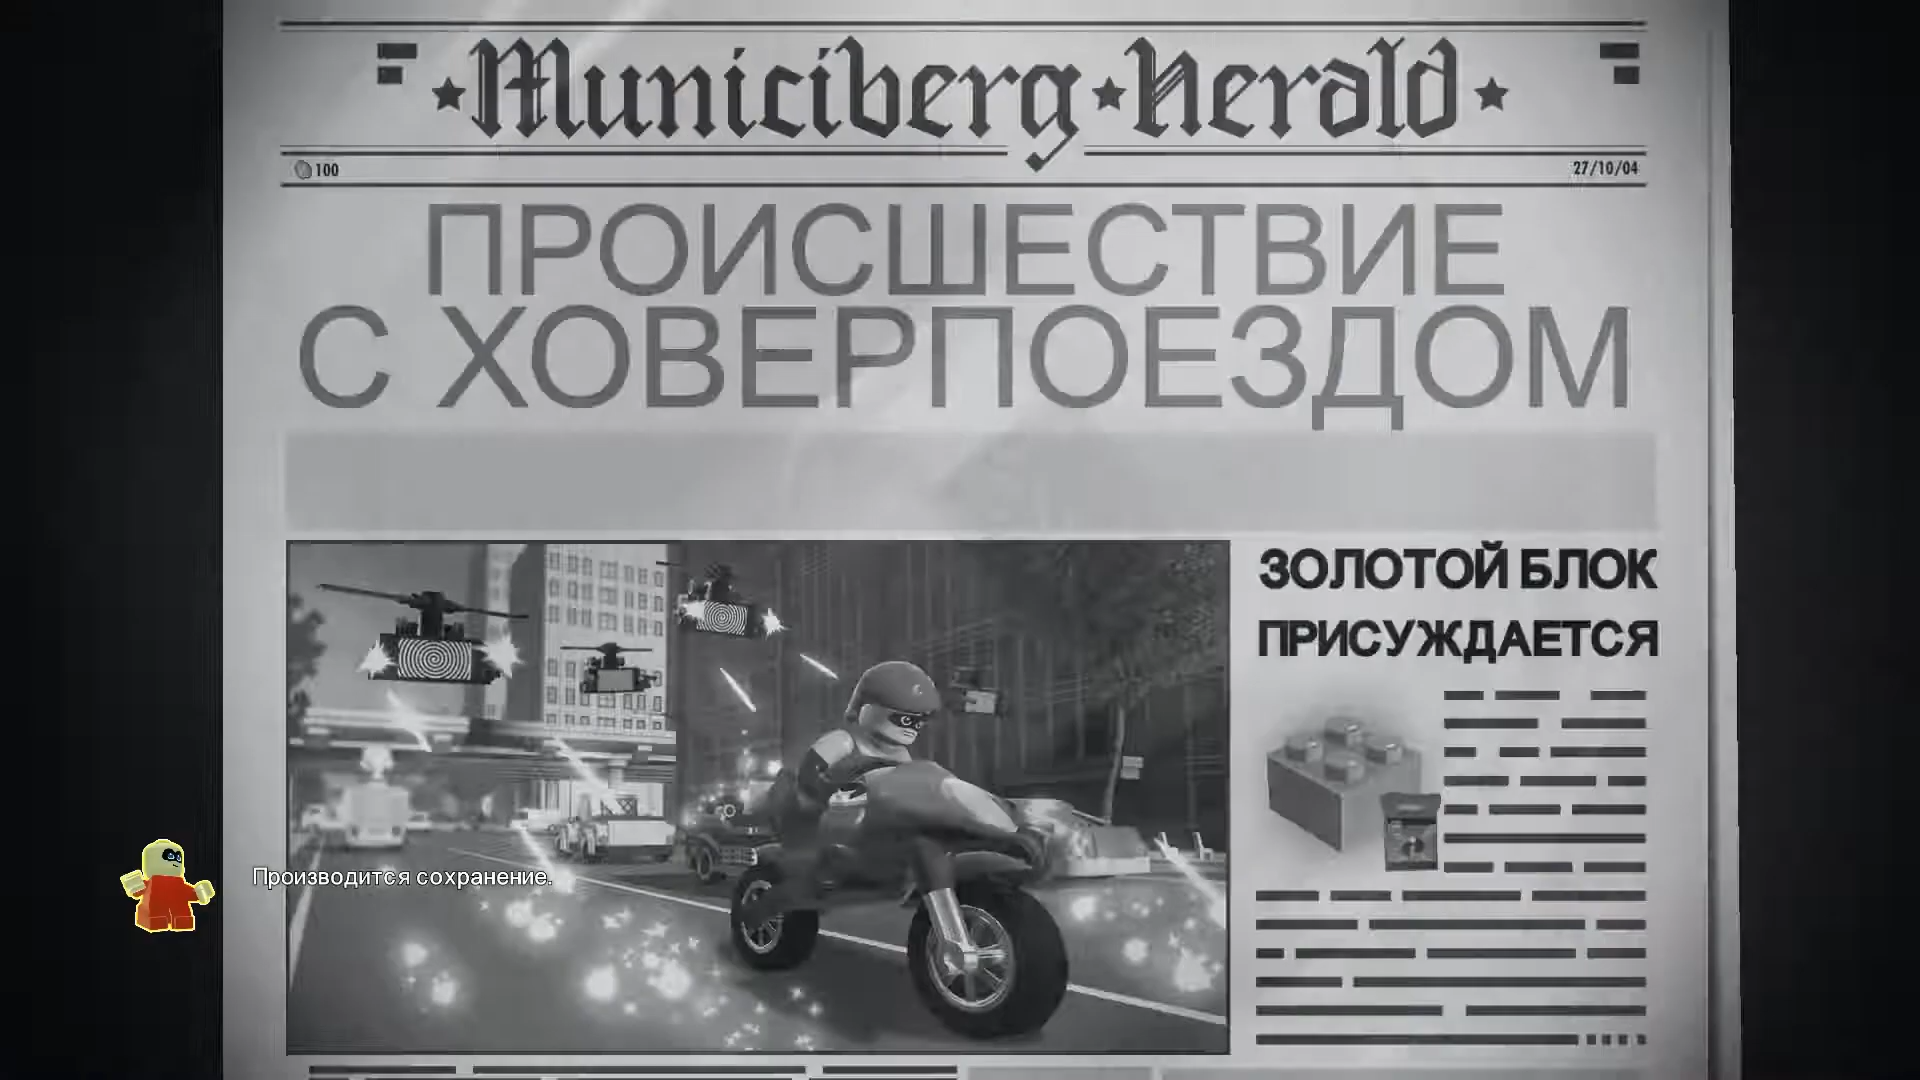 Municiberg Herald
100
27/10/04
ПРОИСШЕСТВИЕ
С ХОВЕРПОЕЗДОМ
ЗОЛОТОЙ БЛОК
ПРИСУЖДАЕТСЯ
Производится сохранение.